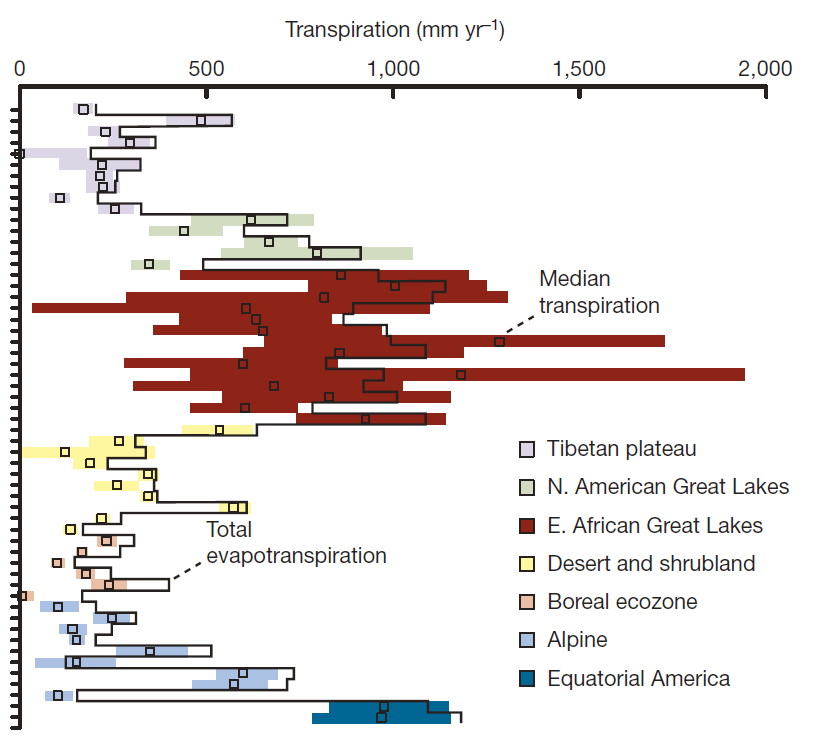 Transpiration (mm yr–1)
0 500 1,000 1,500 2,000
Median
transpiration
Tibetan plateau
N. American Great Lakes
E. African Great Lakes
Total
evapotranspiration
Desert and shrubland
Boreal ecozone
Alpine
Equatorial America